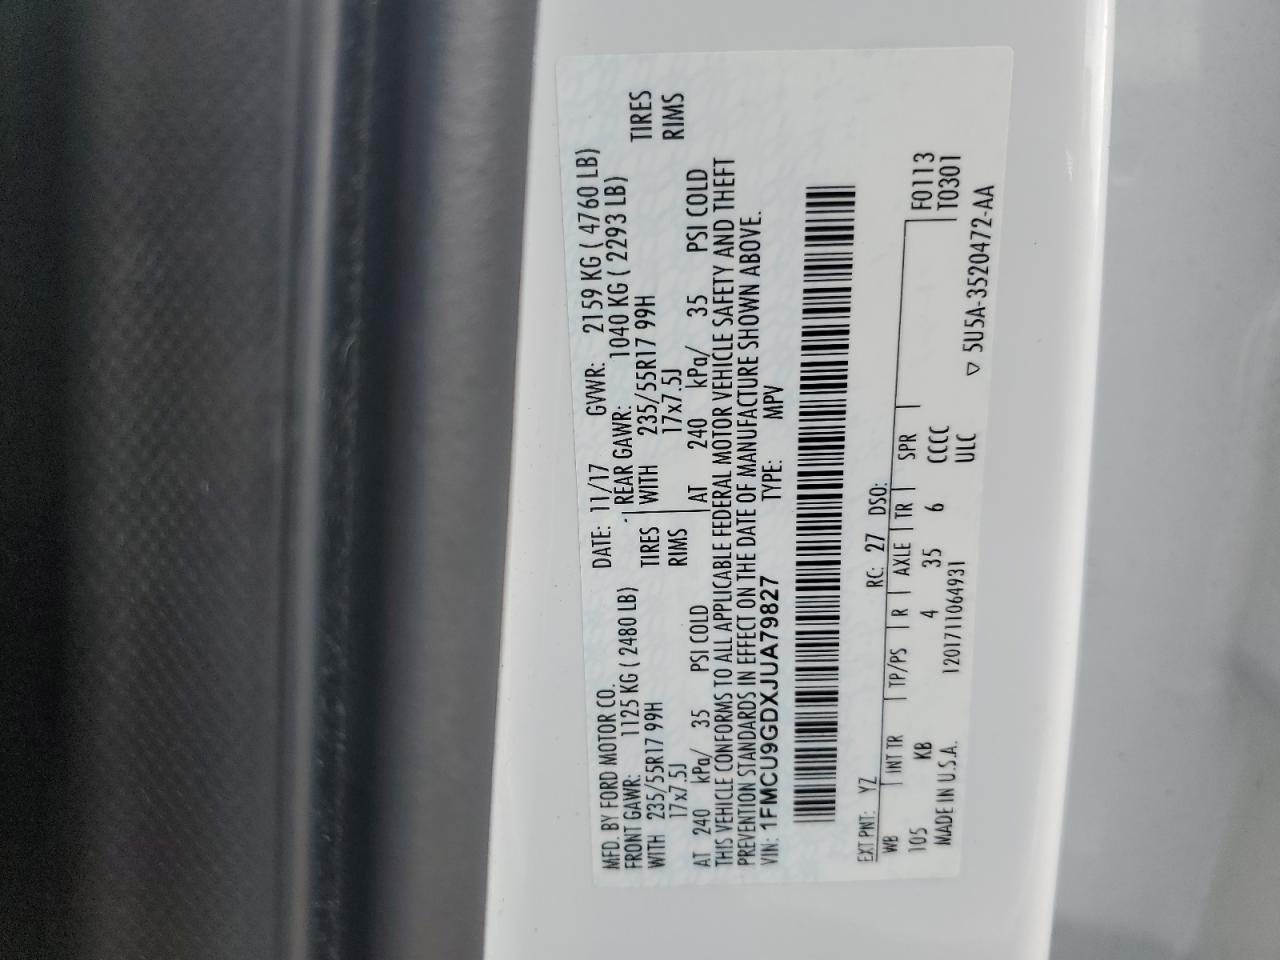 MFD. BY FORD MOTOR CO. DATE: 11/17 GVWR: 2159 KG ( 4760 LB)
FRONT GAWR: 1125 KG ( 2480 LB) REAR GAWR: 1040 KG ( 2293 LB)
WITH 235/55R17 99H TIRES WITH 235/55R17 99H TIRES
17x7.5J RIMS 17x7.5J RIMS
AT 240 kPa/ 35 PSI COLD AT 240 kPa/ 35 PSI COLD
THIS VEHICLE CONFORMS TO ALL APPLICABLE FEDERAL MOTOR VEHICLE SAFETY AND THEFT
PREVENTION STANDARDS IN EFFECT ON THE DATE OF MANUFACTURE SHOWN ABOVE.
VIN: 1FMCU9GDXJUA79827 TYPE: MPV
EXT PNT: YZ RC: 27 DSO:
WB INT TR TP/PS R AXLE TR SPR F0113
105 KB 4 35 6 CCCC T0301
MADE IN U.S.A. 120171106493​1 ULC ▽ 5U5A-3520472-AA